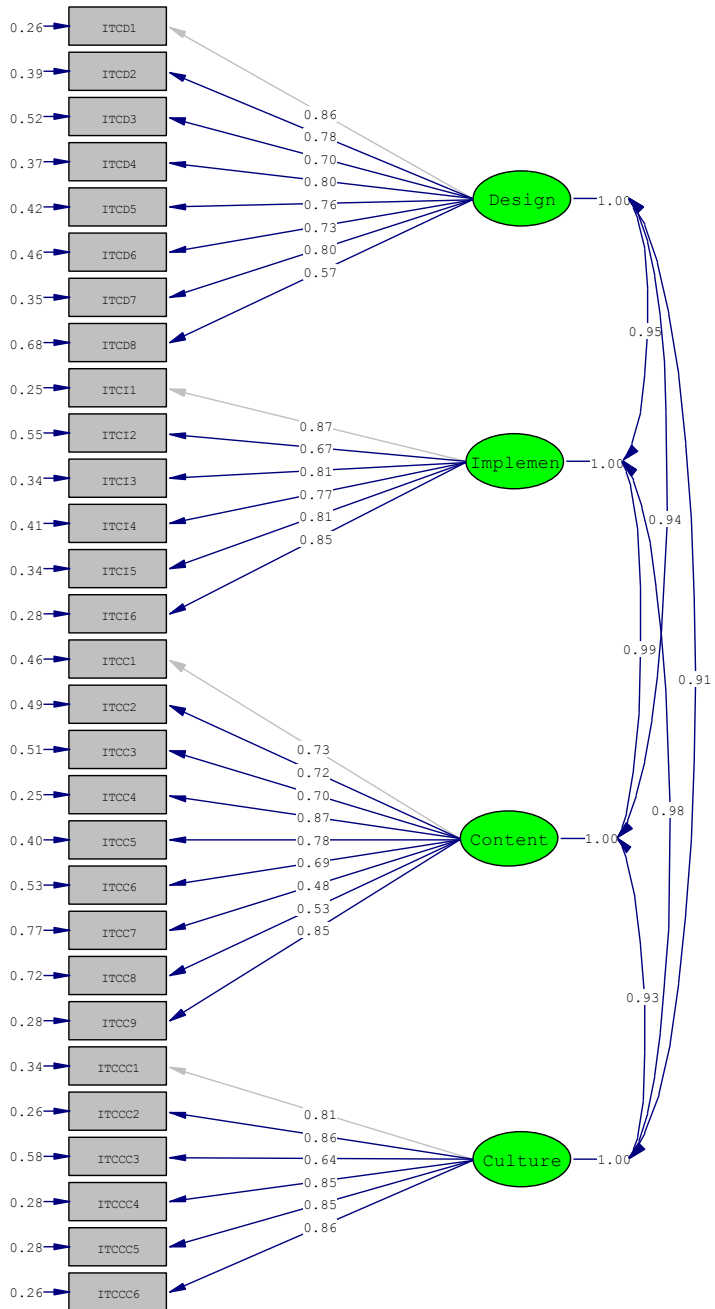 0.26 ITCD1
0.39 ITCD2
0.52 ITCD3
0.86
0.78
0.37 ITCD4
0.70
0.80
0.42 ITCD5
0.76
Design 1.00
0.73
0.46 ITCD6
0.80
0.57
0.35 ITCD7
0.95
0.68 ITCD8
0.25 ITCI1
0.87
0.55 ITCI2
0.67
Implemen 1.00
0.34 ITCI3
0.81
0.77
0.41 ITCI4
0.94
0.81
0.85
0.34 ITCI5
0.28 ITCI6
0.99
0.46 ITCC1
0.91
0.49 ITCC2
0.51 ITCC3
0.73
0.72
0.25 ITCC4
0.70
0.98
0.87
0.40 ITCC5
0.78
Content 1.00
0.69
0.53 ITCC6
0.48
0.53
0.77 ITCC7
0.85
0.72 ITCC8
0.93
0.28 ITCC9
0.34 ITCCC1
0.26 ITCCC2
0.81
0.86
0.58 ITCCC3
0.64
Culture 1.00
0.85
0.28 ITCCC4
0.85
0.86
0.28 ITCCC5
0.26 ITCCC6